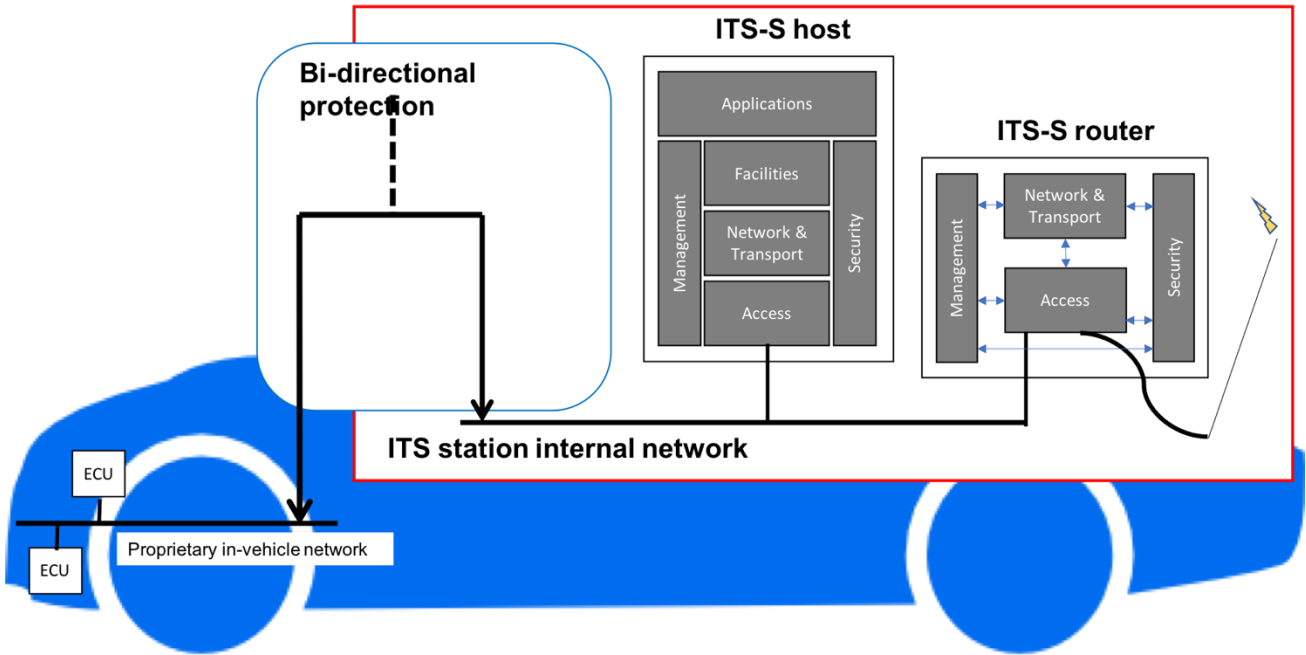 Bi-directional
protection
ITS-S host
Applications
Management
Facilities
Network &
Transport
Access
Security
ITS-S router
Management
Network &
Transport
Access
Security
ITS station internal network
ECU
ECU
Proprietary in-vehicle network